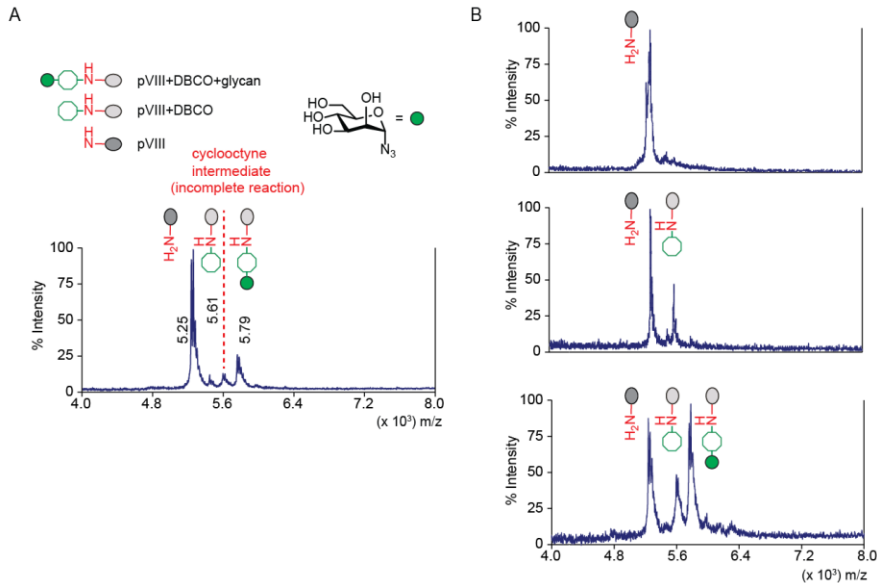 A
H
N
pVIII+DBCO+glycan
H
N
pVIII+DBCO
H
N
pVIII
HO
OH
HO
O
HO
N₃
=
cyclooctyne
intermediate
(incomplete reaction)
H₂N
H
N
H
N
5.25
5.61
5.79
% Intensity
100
75
50
25
0
4.0 4.8 5.6 6.4 7.2 8.0
(x 10³) m/z
B
H₂N
% Intensity
100
75
50
25
0
H₂N
H
N
% Intensity
100
75
50
25
0
H₂N
H
N
H
N
% Intensity
100
75
50
25
0
4.0 4.8 5.6 6.4 7.2 8.0
(x 10³) m/z